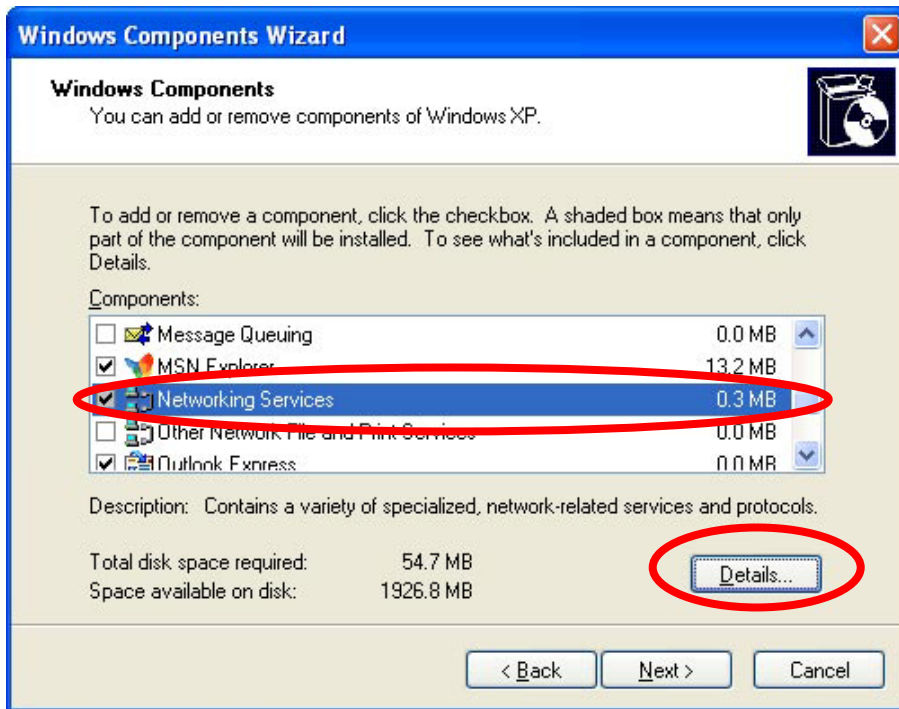 Windows Components Wizard
Windows Components
You can add or remove components of Windows XP.
To add or remove a component, click the checkbox. A shaded box means that only
part of the component will be installed. To see what's included in a component, click
Details.
Components:
Message Queuing 0.0 MB
MSN Explorer 13.2 MB
Networking Services 0.3 MB
Other Network File and Print Services 0.0 MB
Outlook Express 0.0 MB
Description: Contains a variety of specialized, network-related services and protocols.
Total disk space required: 54.7 MB
Space available on disk: 1926.8 MB
Details...
< Back Next > Cancel